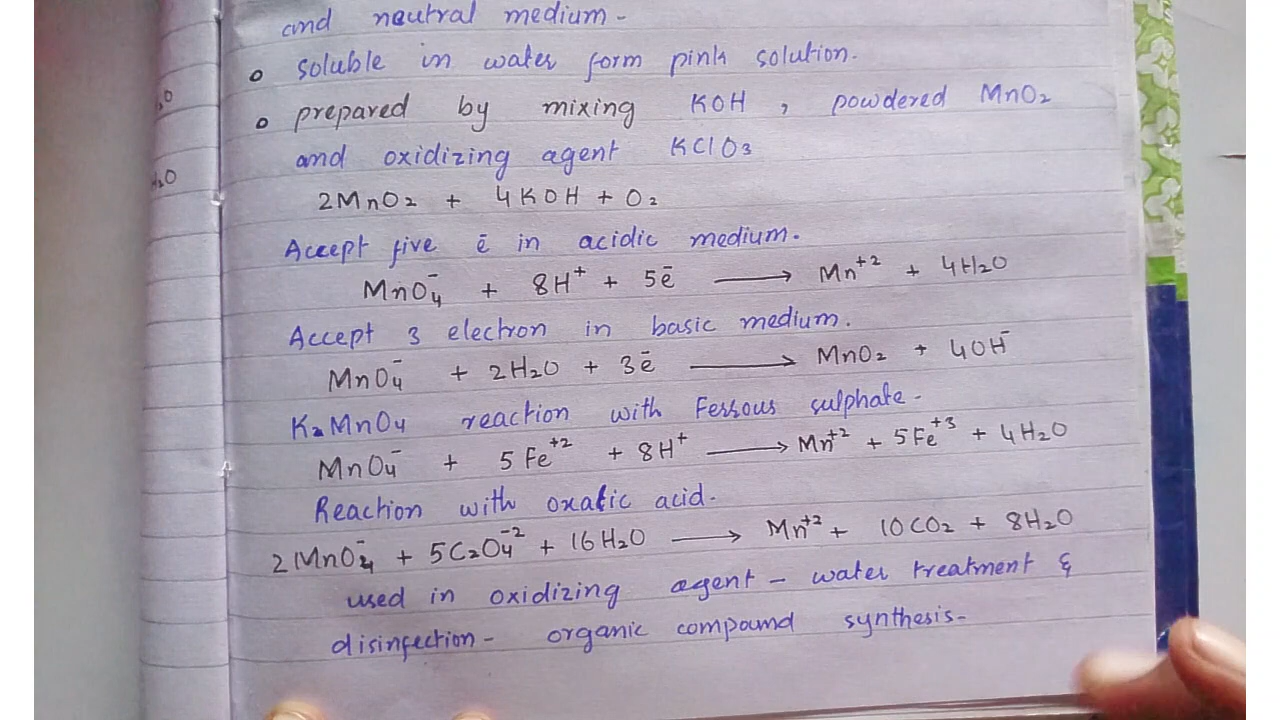 and neutral medium -
o soluble in water form pink solution.
o prepared by mixing KOH , powdered MnO₂
and oxidizing agent KClO₃
2MnO₂ + 4KOH + O₂
Accept five ē in acidic medium.
MnO₄⁻ + 8H⁺ + 5ē ⟶ Mn⁺² + 4H₂O
Accept 3 electron in basic medium.
MnO₄⁻ + 2H₂O + 3ē ⟶ MnO₂ + 4OH⁻
K₂MnO₄ reaction with Ferrous sulphate.
MnO₄⁻ + 5Fe⁺² + 8H⁺ ⟶ Mn⁺² + 5Fe⁺³ + 4H₂O
Reaction with oxalic acid.
2MnO₄⁻ + 5C₂O₄⁻² + 16H₂O ⟶ Mn⁺² + 10CO₂ + 8H₂O
used in oxidizing agent - water treatment &
disinfection - organic compound synthesis-
H₂O